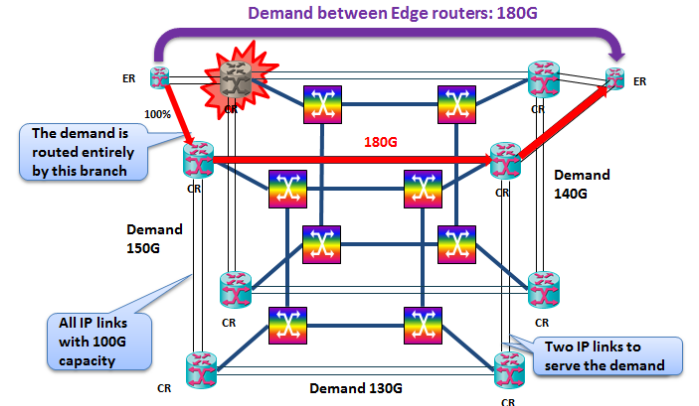 Demand between Edge routers: 180G
ER
ER
CR
CR
100%
The demand is
routed entirely
by this branch
180G
CR
CR
Demand
140G
Demand
150G
All IP links
with 100G
capacity
CR
CR
Two IP links to
serve the demand
Demand 130G
CR
CR